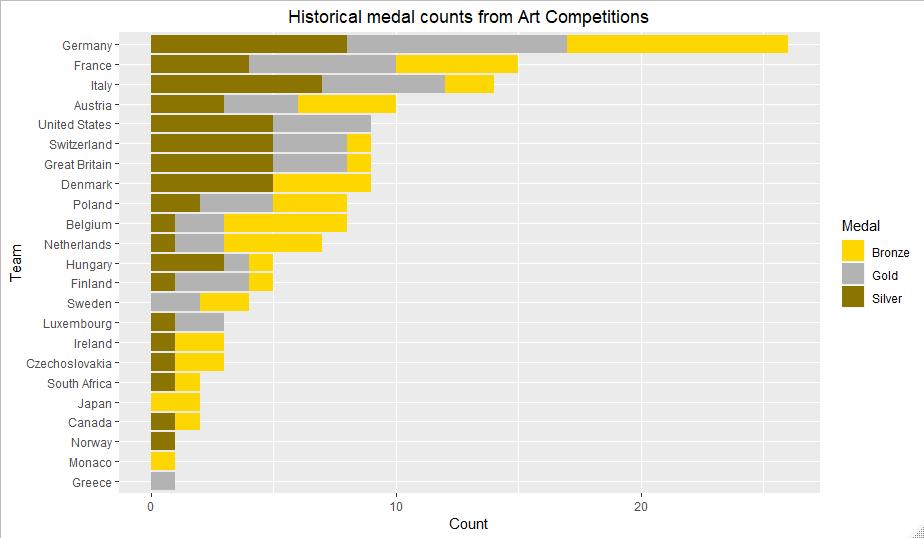 Historical medal counts from Art Competitions
Team
Germany
France
Italy
Austria
United States
Switzerland
Great Britain
Denmark
Poland
Belgium
Netherlands
Hungary
Finland
Sweden
Luxembourg
Ireland
Czechoslovakia
South Africa
Japan
Canada
Norway
Monaco
Greece
0 10 20
Count
Medal
Bronze
Gold
Silver